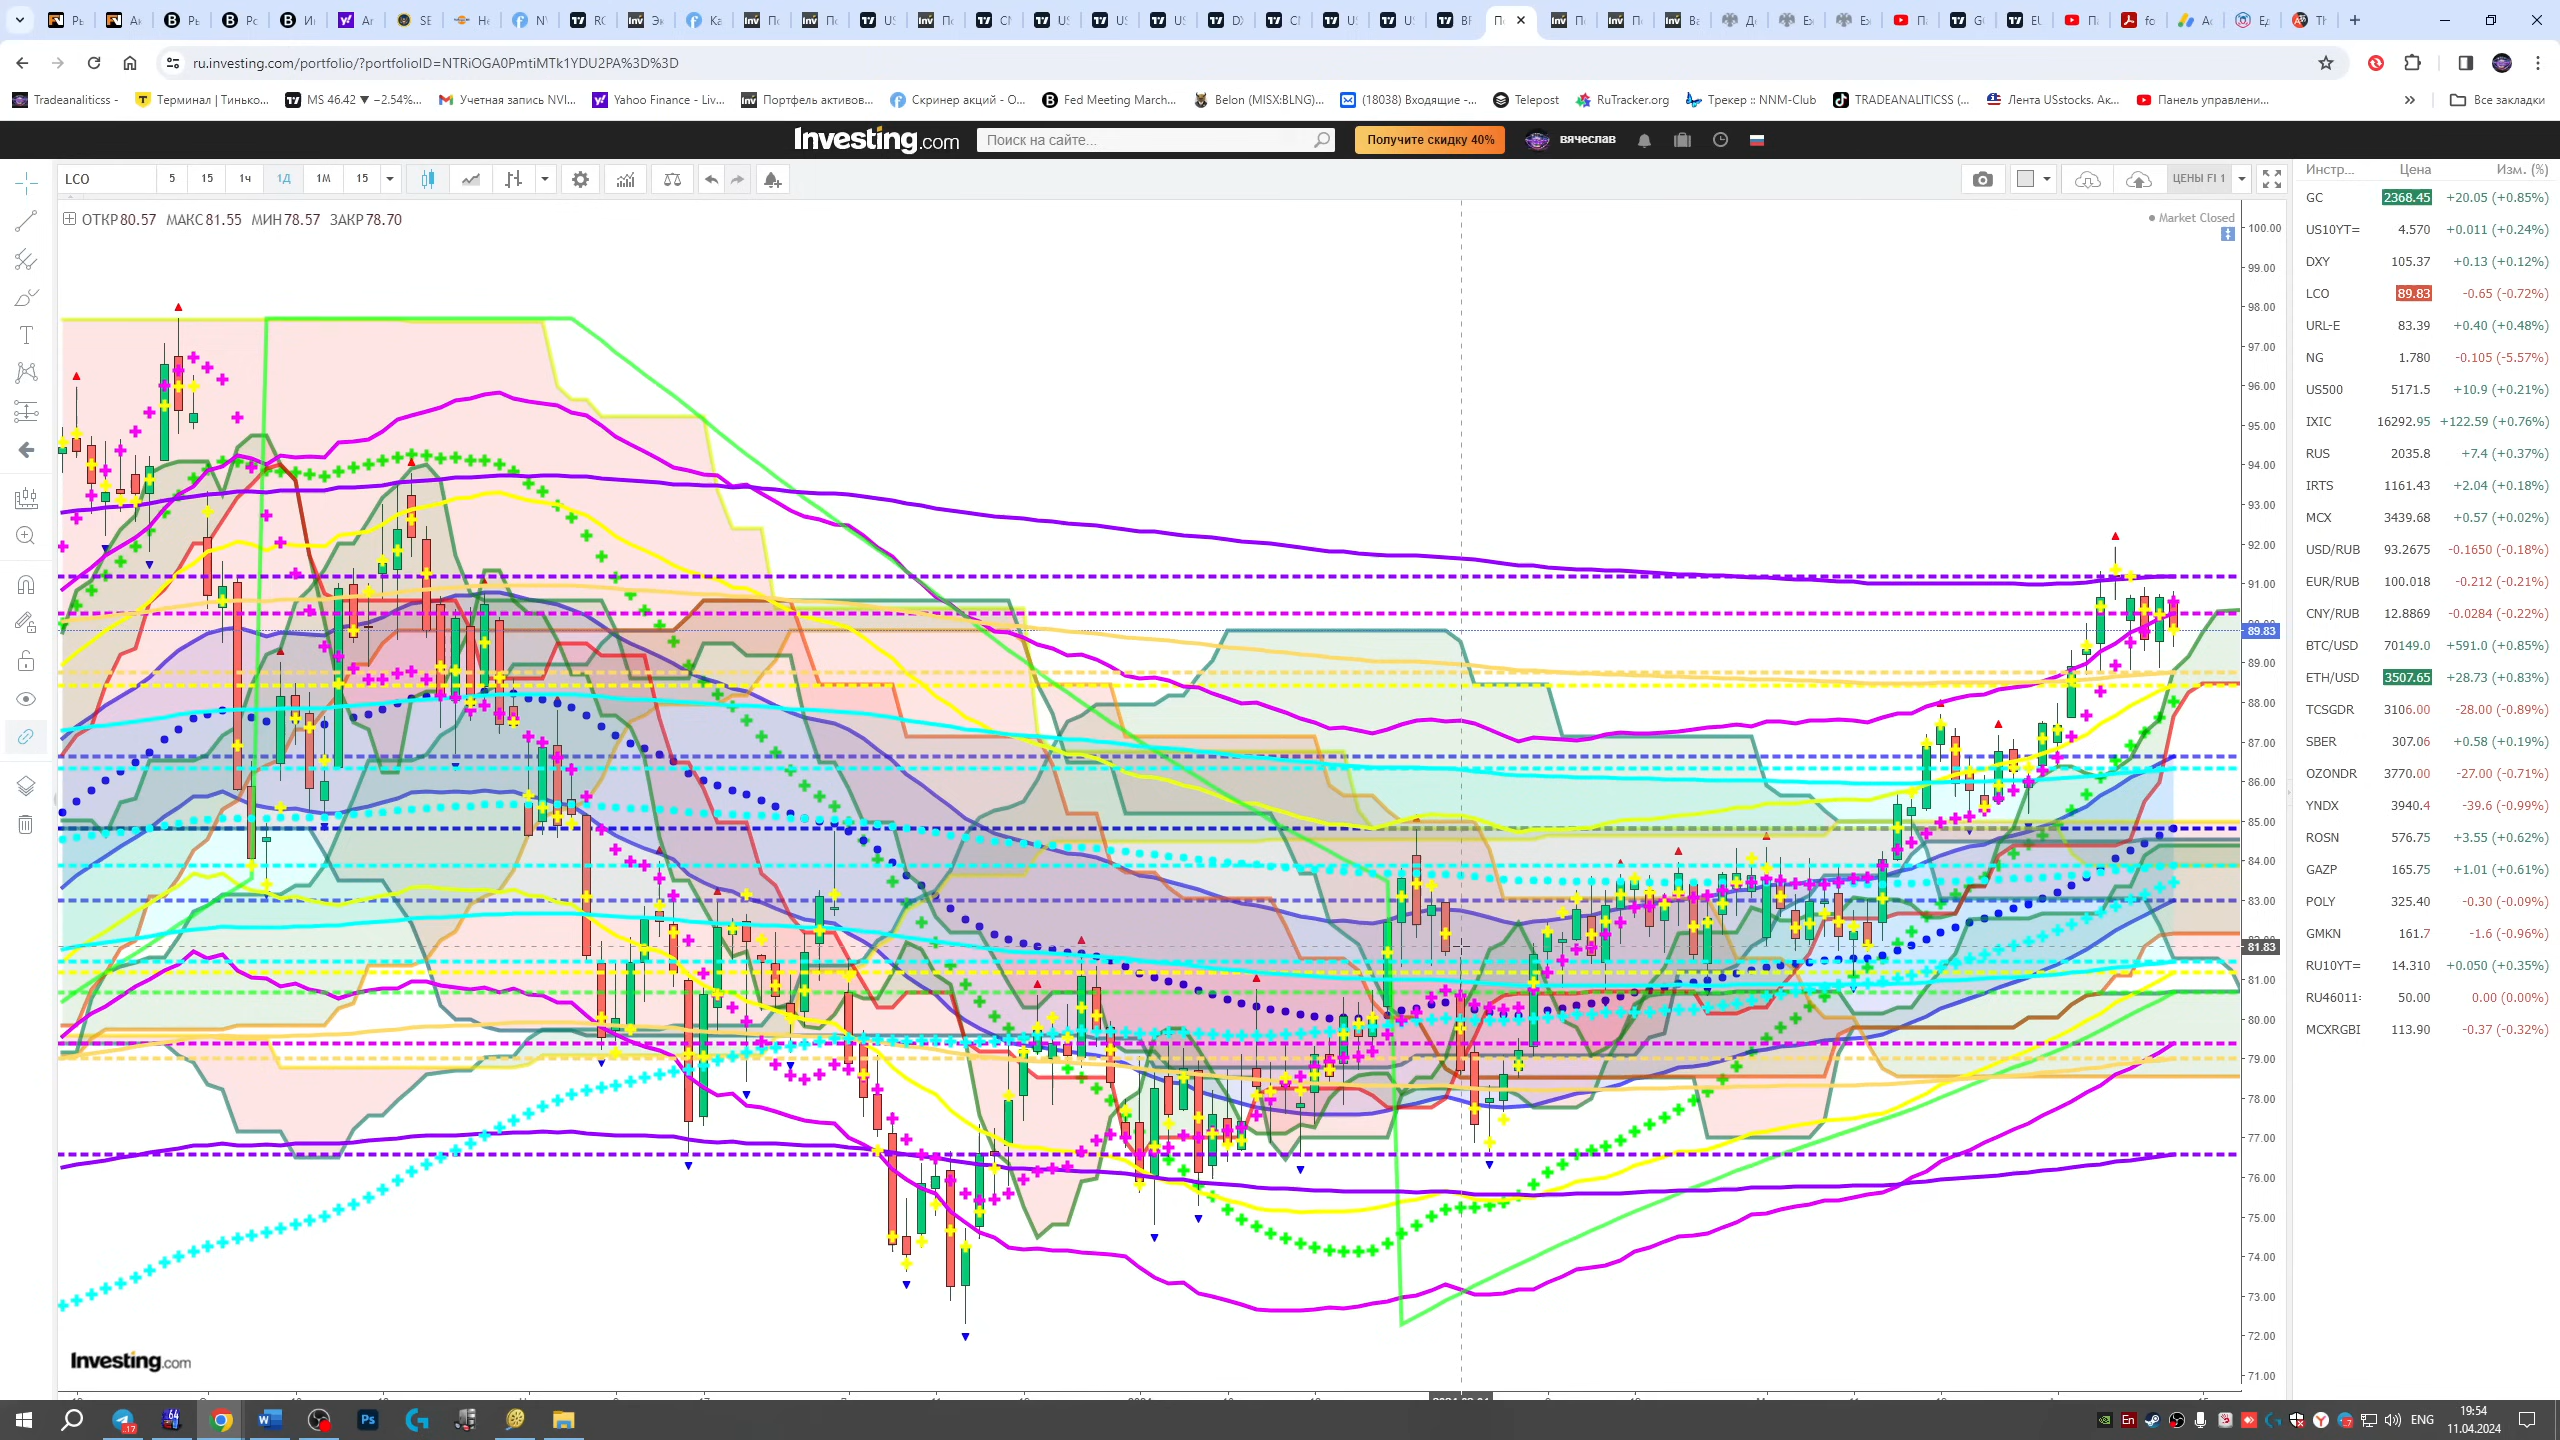 ru.investing.com/portfolio/?portfolioID=NTRiOGA0PmtiMTk1YDU2PA%3D%3D
Tradeanaliticss - Терминал | Тинько... MS 46.42 ▼ −2.54%... Учетная запись NVI... Yahoo Finance - Liv... Портфель активов... Скринер акций - О... Fed Meeting March... Belon (MISX:BLNG)... (18038) Входящие -... Telepost RuTracker.org Трекер :: NNM-Club TRADEANALITICSS (... Лента USstocks. Ак... Панель управлени... Все закладки
Investing.com Поиск на сайте... Получите скидку 40% вячеслав
LCO 5 15 1ч 1Д 1М 15 ЦЕНЫ FI 1
ОТКР80.57 МАКС81.55 МИН78.57 ЗАКР78.70
Market Closed
100.00
99.00
98.00
97.00
96.00
95.00
94.00
93.00
92.00
91.00
89.83
89.00
88.00
87.00
86.00
85.00
84.00
83.00
81.83
81.00
80.00
79.00
78.00
77.00
76.00
75.00
74.00
73.00
72.00
71.00
Investing.com
Инстр... Цена Изм. (%)
GC 2368.45 +20.05 (+0.85%)
US10YT= 4.570 +0.011 (+0.24%)
DXY 105.37 +0.13 (+0.12%)
LCO 89.83 -0.65 (-0.72%)
URL-E 83.39 +0.40 (+0.48%)
NG 1.780 -0.105 (-5.57%)
US500 5171.5 +10.9 (+0.21%)
IXIC 16292.95 +122.59 (+0.76%)
RUS 2035.8 +7.4 (+0.37%)
IRTS 1161.43 +2.04 (+0.18%)
MCX 3439.68 +0.57 (+0.02%)
USD/RUB 93.2675 -0.1650 (-0.18%)
EUR/RUB 100.018 -0.212 (-0.21%)
CNY/RUB 12.8869 -0.0284 (-0.22%)
BTC/USD 70149.0 +591.0 (+0.85%)
ETH/USD 3507.65 +28.73 (+0.83%)
TCSGDR 3106.00 -28.00 (-0.89%)
SBER 307.06 +0.58 (+0.19%)
OZONDR 3770.00 -27.00 (-0.71%)
YNDX 3940.4 -39.6 (-0.99%)
ROSN 576.75 +3.55 (+0.62%)
GAZP 165.75 +1.01 (+0.61%)
POLY 325.40 -0.30 (-0.09%)
GMKN 161.7 -1.6 (-0.96%)
RU10YT= 14.310 +0.050 (+0.35%)
RU46011: 50.00 0.00 (0.00%)
MCXRGBI 113.90 -0.37 (-0.32%)
ENG
19:54
11.04.2024